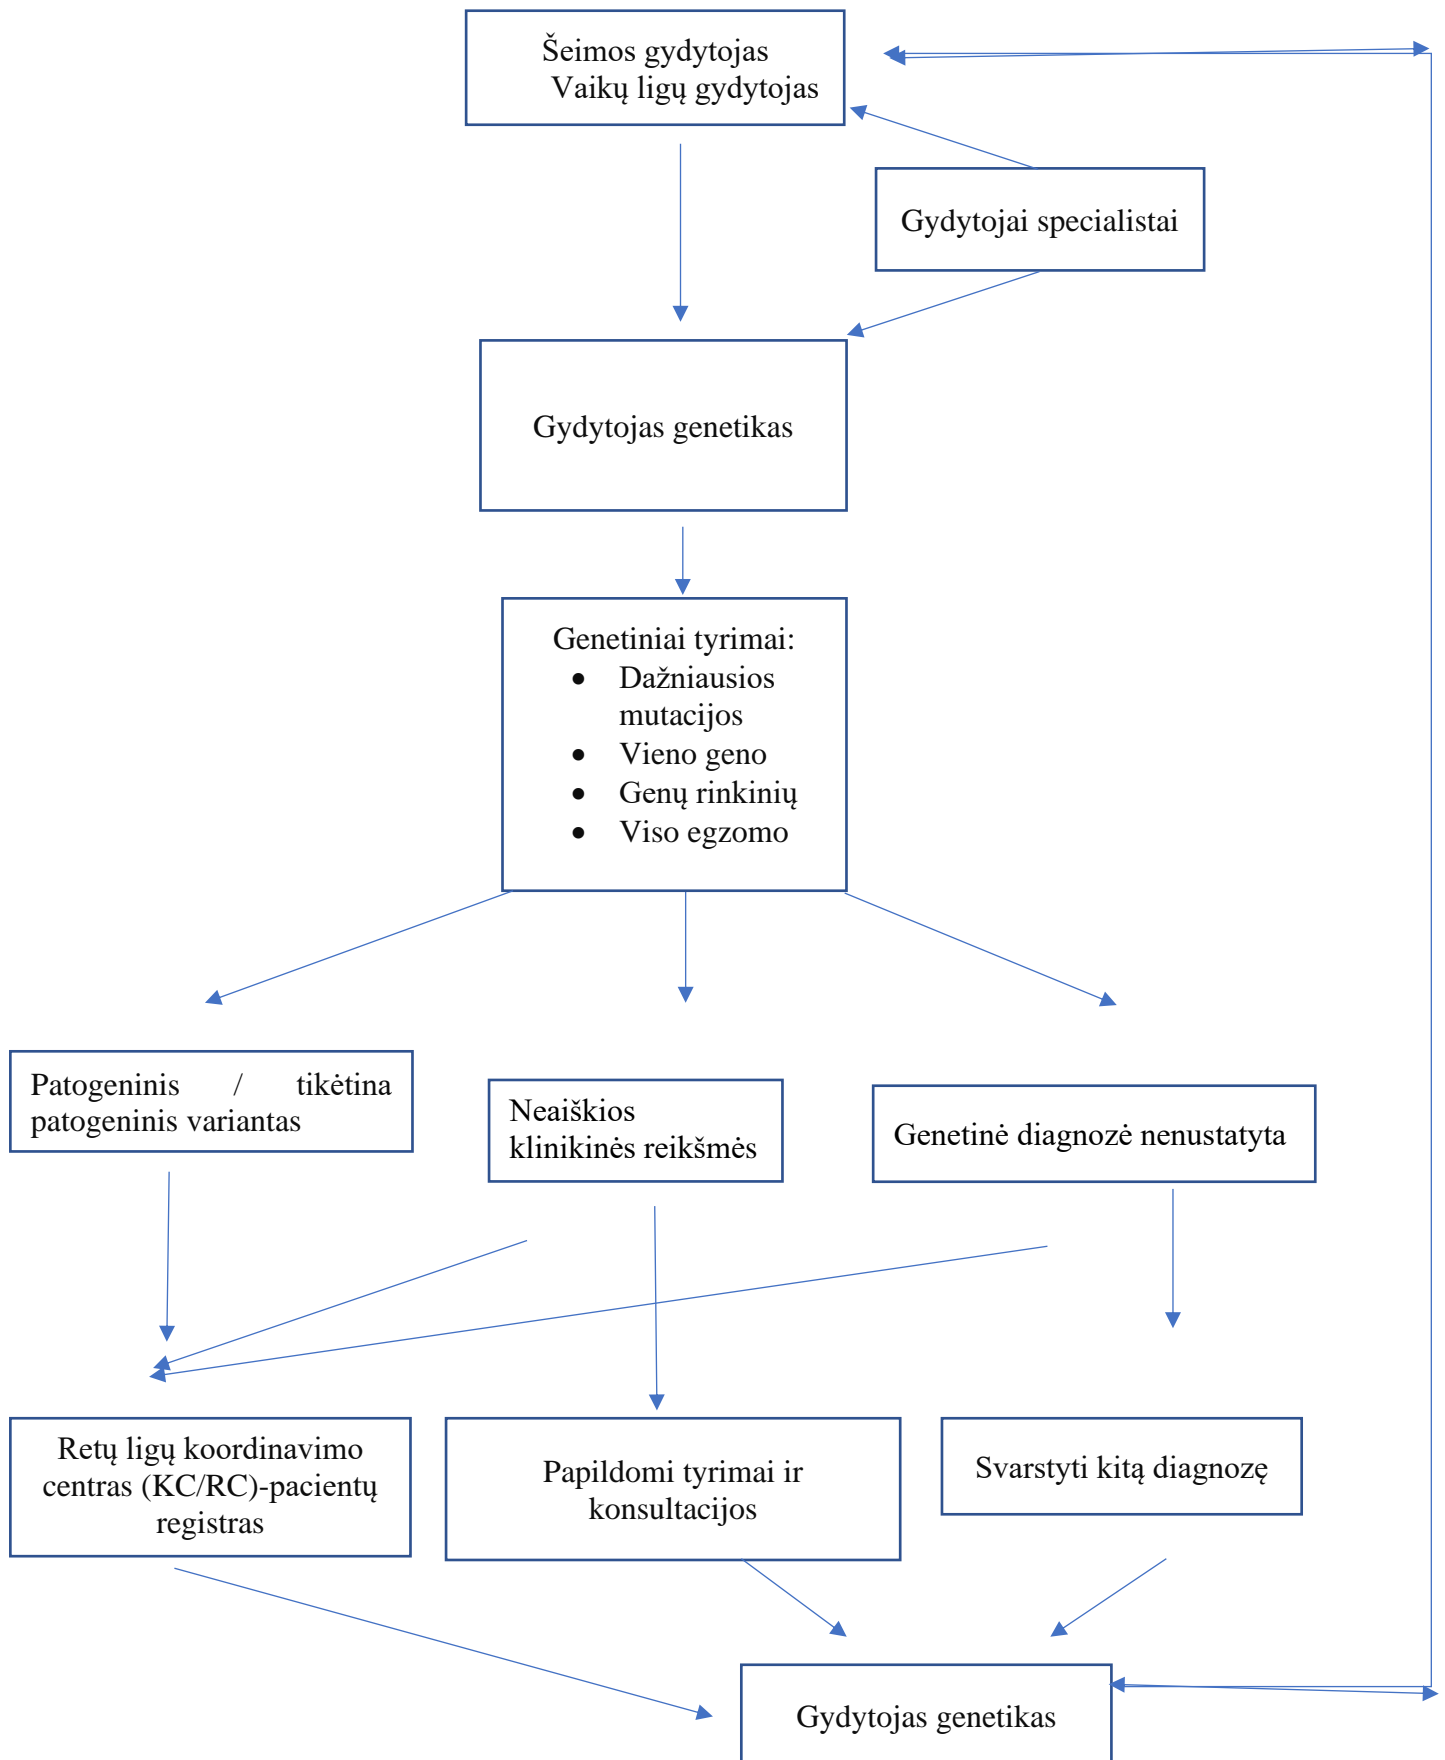 Šeimos gydytojas
Vaikų ligų gydytojas
Gydytojai specialistai
Gydytojas genetikas
Genetiniai tyrimai:
• Dažniausios
mutacijos
• Vieno geno
• Genų rinkinių
• Viso egzomo
Patogeninis / tikėtina
patogeninis variantas
Neaiškios
klinikinės reikšmės
Genetinė diagnozė nenustatyta
Retų ligų koordinavimo
centras (KC/RC)-pacientų
registras
Papildomi tyrimai ir
konsultacijos
Svarstyti kitą diagnozę
Gydytojas genetikas